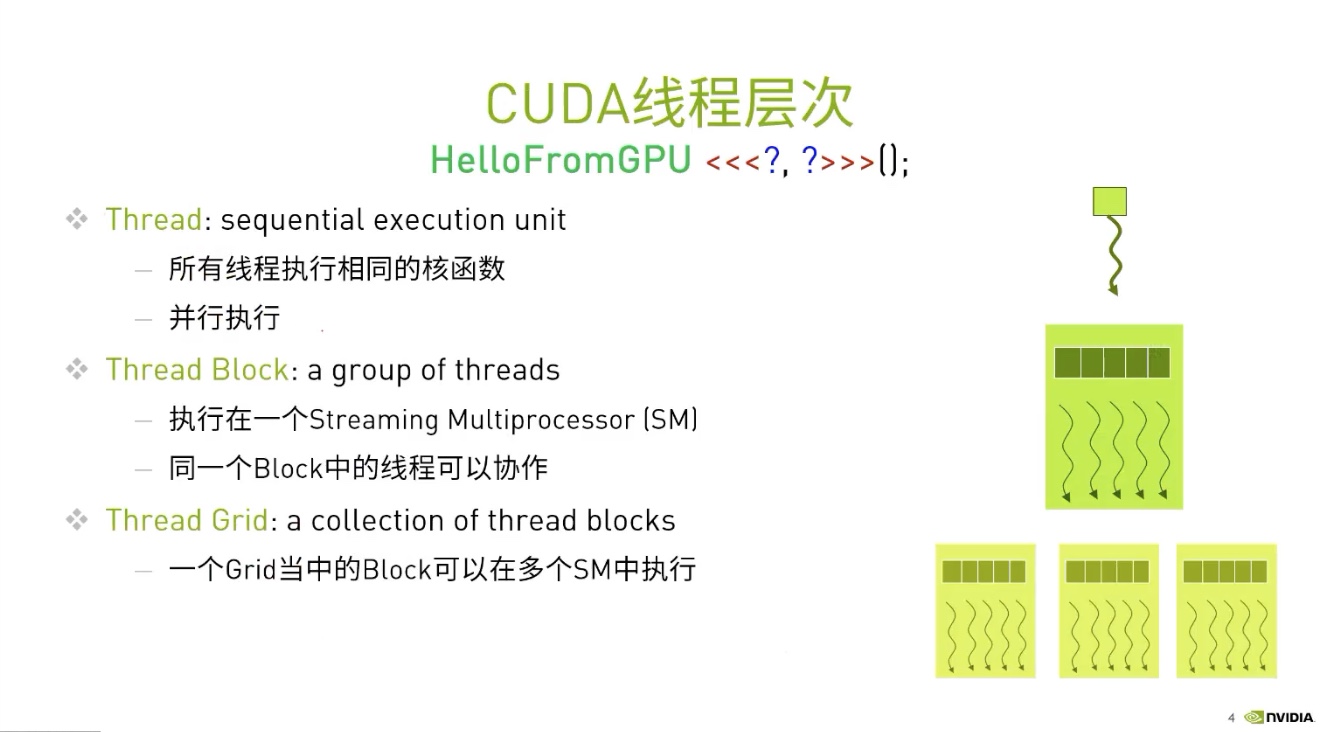 CUDA线程层次
HelloFromGPU <<<?, ?>>>();
Thread: sequential execution unit
— 所有线程执行相同的核函数
— 并行执行
Thread Block: a group of threads
— 执行在一个Streaming Multiprocessor (SM)
— 同一个Block中的线程可以协作
Thread Grid: a collection of thread blocks
— 一个Grid当中的Block可以在多个SM中执行
4 NVIDIA